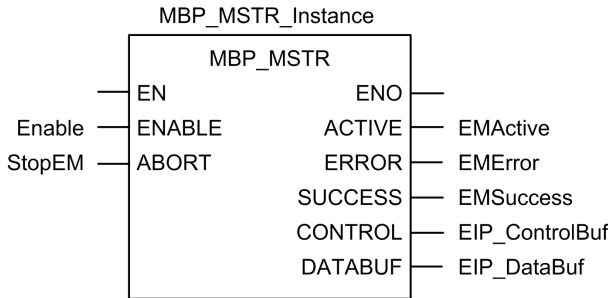 MBP_MSTR_Instance
MBP_MSTR
EN ENO
Enable ENABLE ACTIVE EMActive
StopEM ABORT ERROR EMError
SUCCESS EMSuccess
CONTROL EIP_ControlBuf
DATABUF EIP_DataBuf